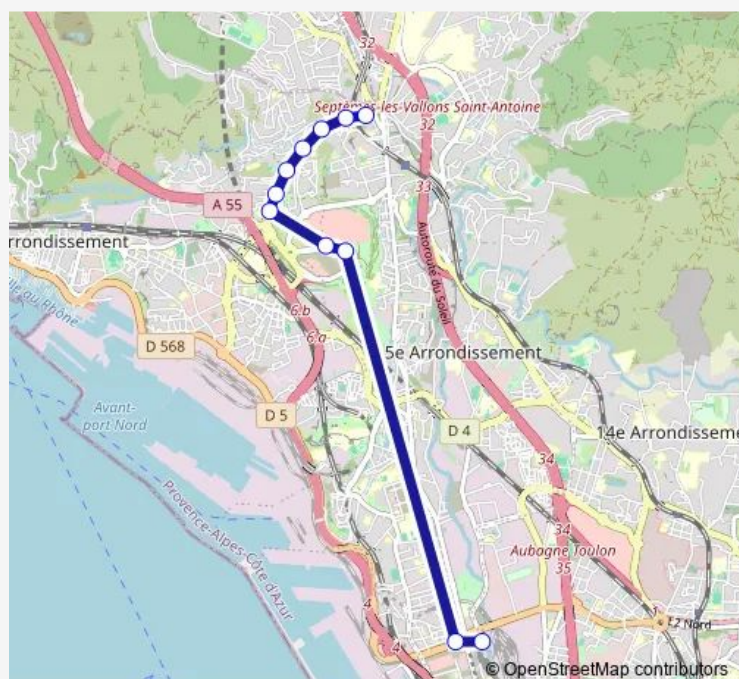 32
Septèmes-les-Vallons Saint-Antoine
32
33
A 55
Autoroute du Soleil
arrondissement
6.b
6.a
D 568
5e Arrondissement
Avant-
port Nord
D 5
D 4
14e Arrondisseme
34
Provence-Alpes-Côte d'Azur
34
Aubagne Toulon
35
4
4
1
© OpenStreetMap contributors